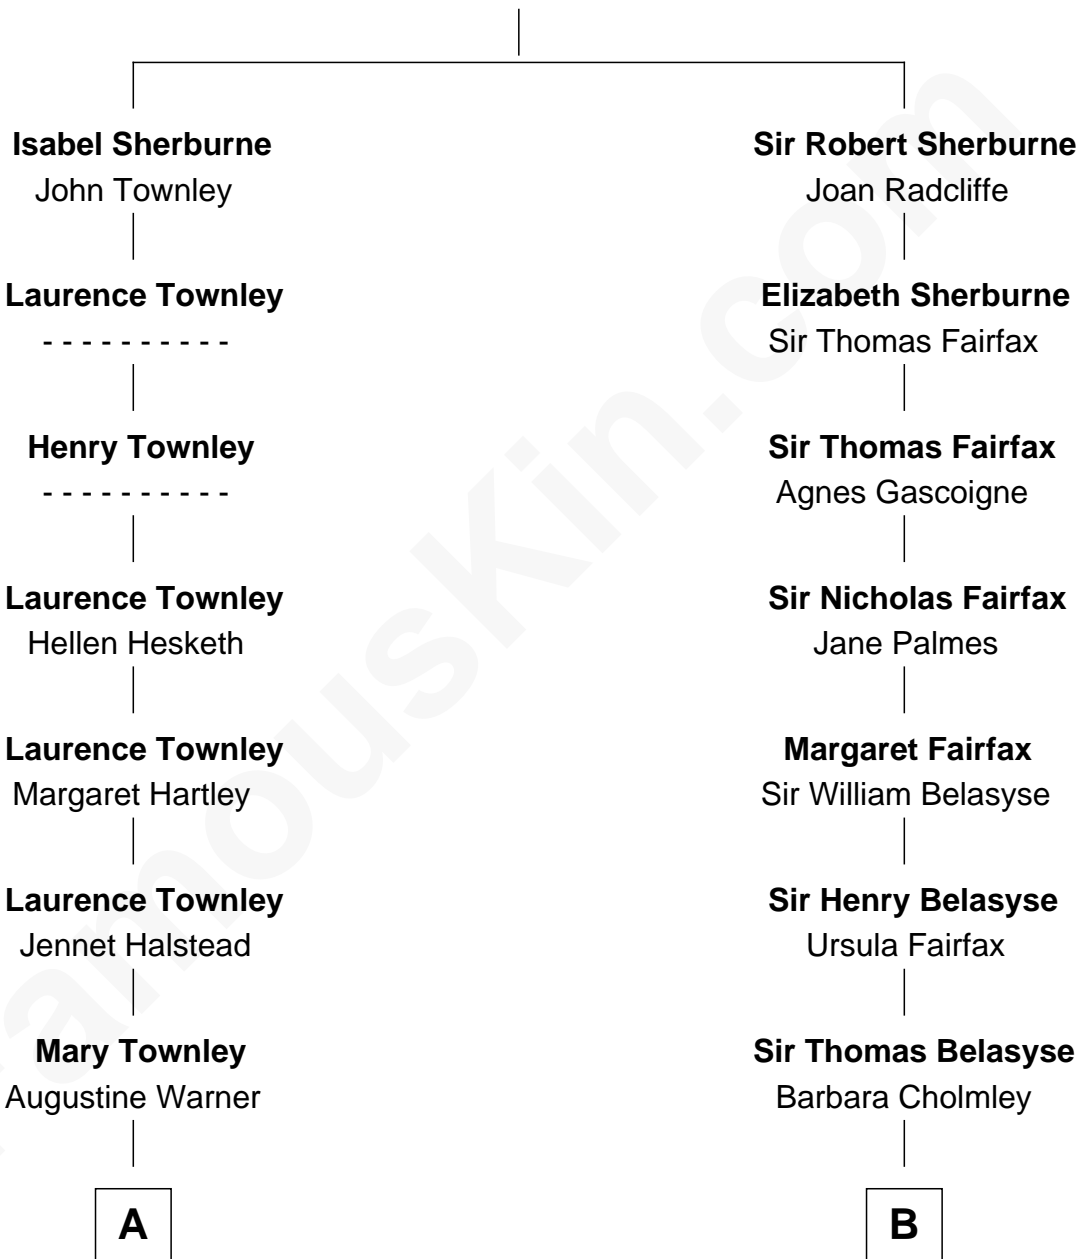 Isabel Sherburne
John Townley
Sir Robert Sherburne
Joan Radcliffe
Laurence Townley
- - - - - - - - - -
Elizabeth Sherburne
Sir Thomas Fairfax
Henry Townley
- - - - - - - - - -
Sir Thomas Fairfax
Agnes Gascoigne
Laurence Townley
Hellen Hesketh
Sir Nicholas Fairfax
Jane Palmes
Laurence Townley
Margaret Hartley
Margaret Fairfax
Sir William Belasyse
Laurence Townley
Jennet Halstead
Sir Henry Belasyse
Ursula Fairfax
Mary Townley
Augustine Warner
Sir Thomas Belasyse
Barbara Cholmley
A
B
FamousKin.com